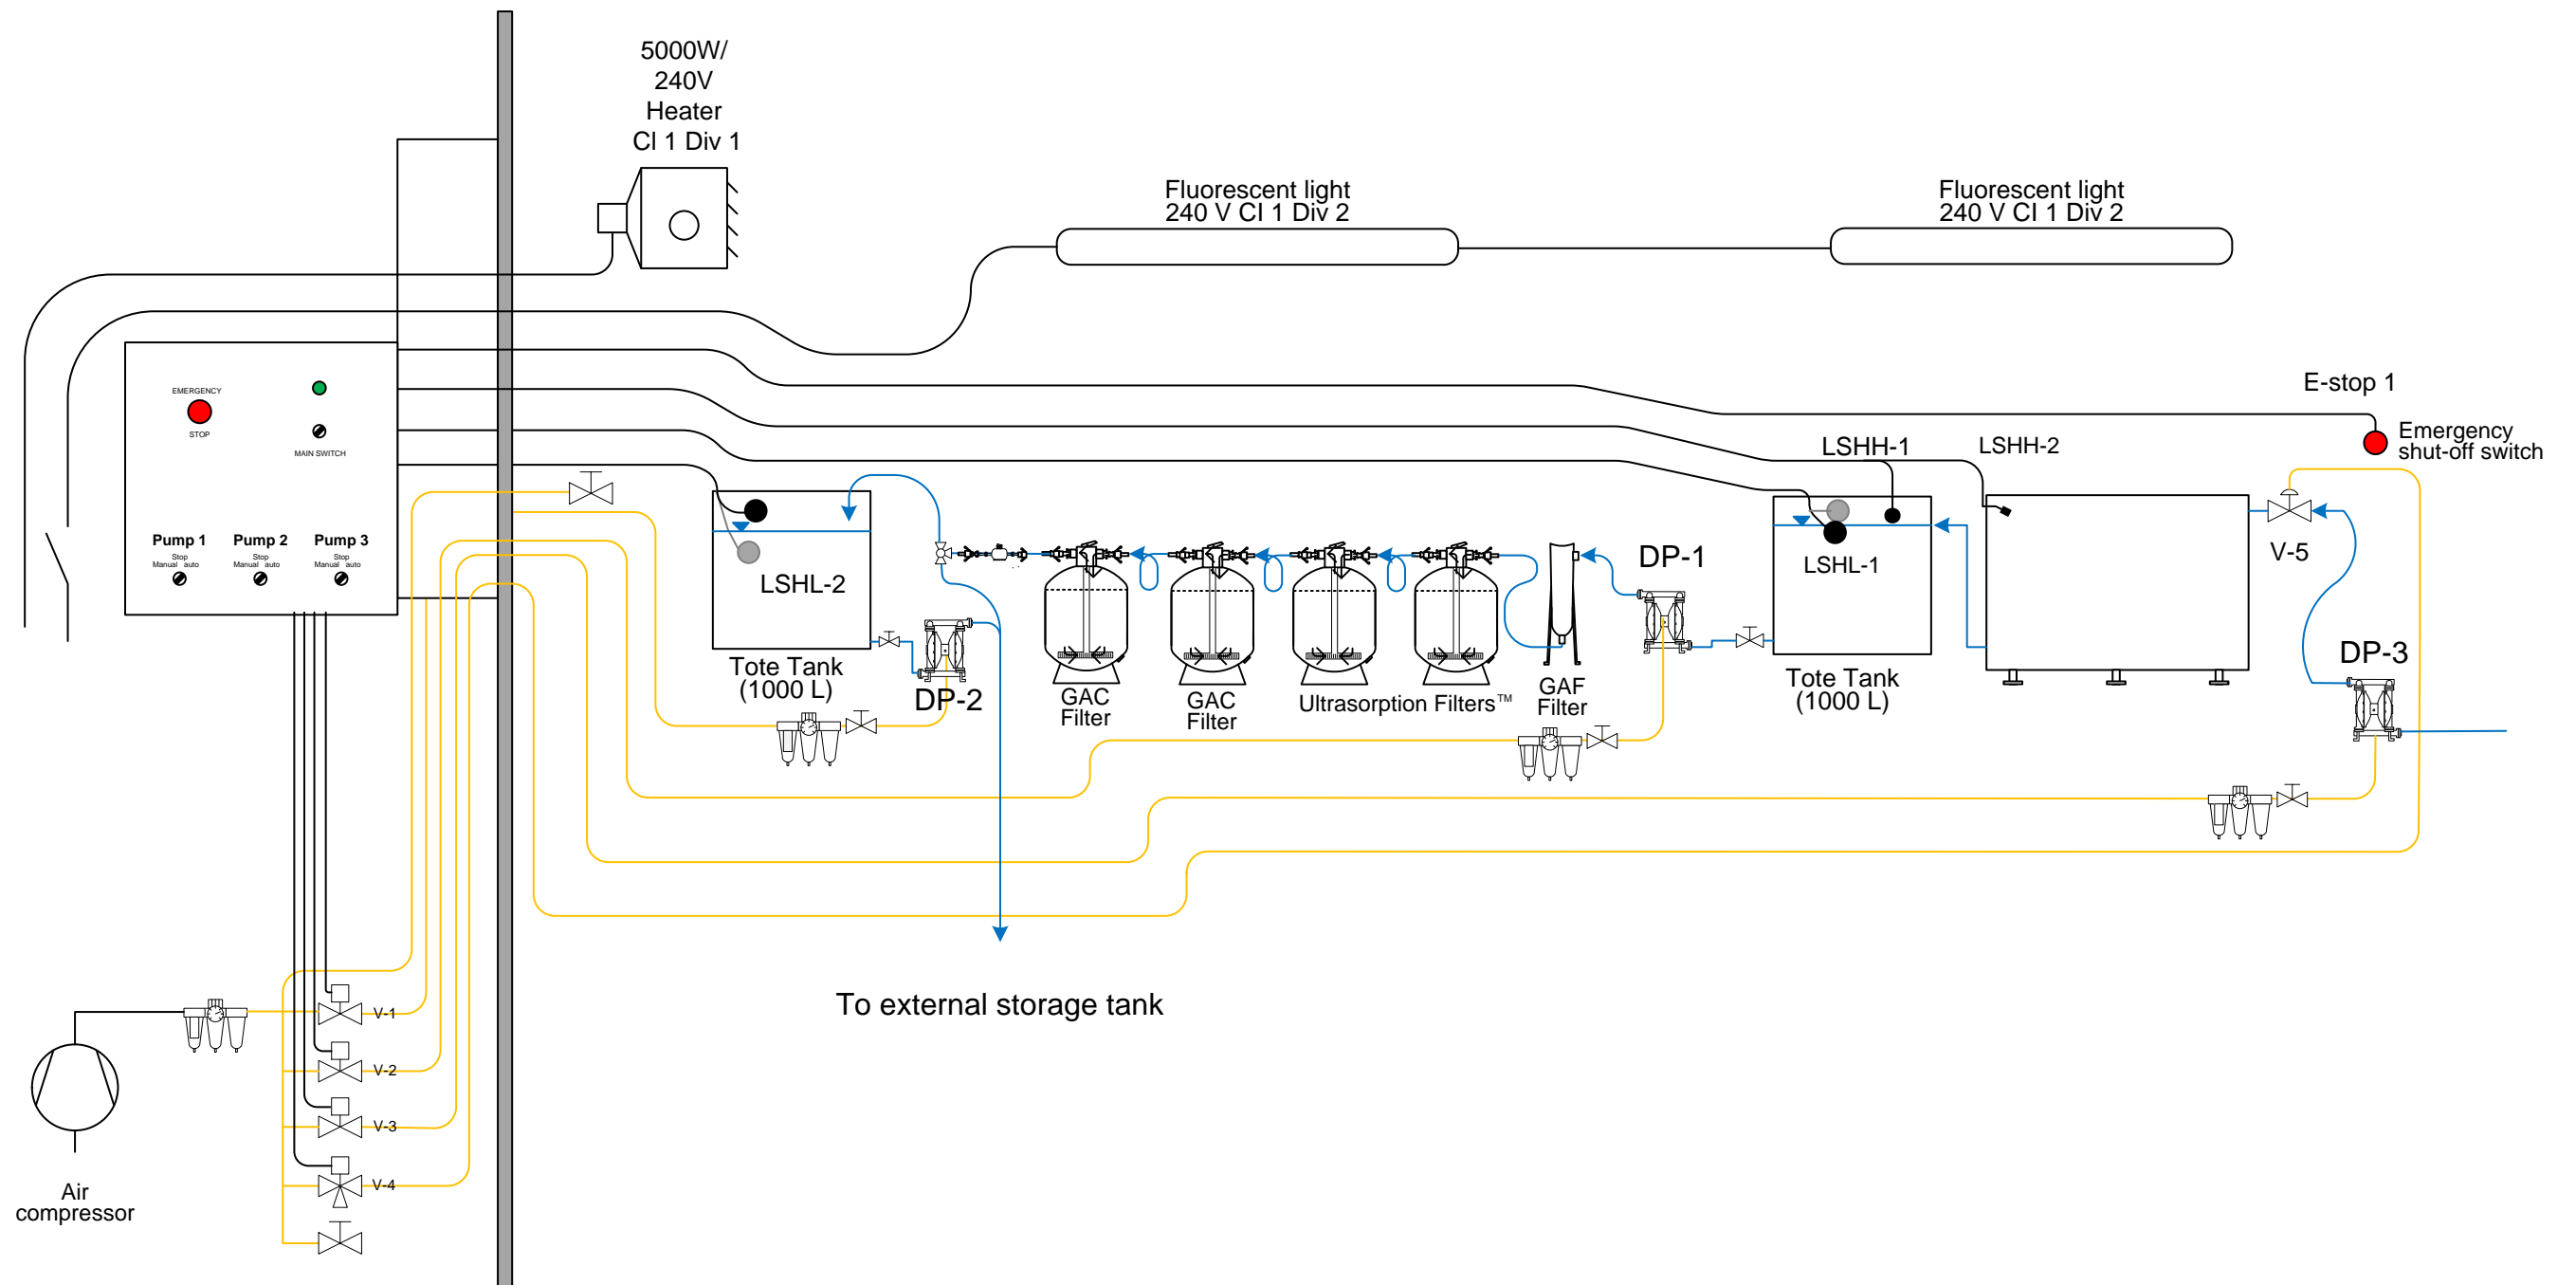 5000W/
240V
Heater
Cl 1 Div 1
Fluorescent light
240 V Cl 1 Div 2
Fluorescent light
240 V Cl 1 Div 2
EMERGENCY
STOP
MAIN SWITCH
Pump 1
Stop
Manual auto
Pump 2
Stop
Manual auto
Pump 3
Stop
Manual auto
E-stop 1
Emergency
shut-off switch
LSHH-1
LSHH-2
LSHL-2
LSHL-1
DP-1
V-5
DP-3
DP-2
Tote Tank
(1000 L)
GAC
Filter
GAC
Filter
Ultrasorption Filters™
GAF
Filter
Tote Tank
(1000 L)
To external storage tank
V-1
V-2
V-3
V-4
Air
compressor